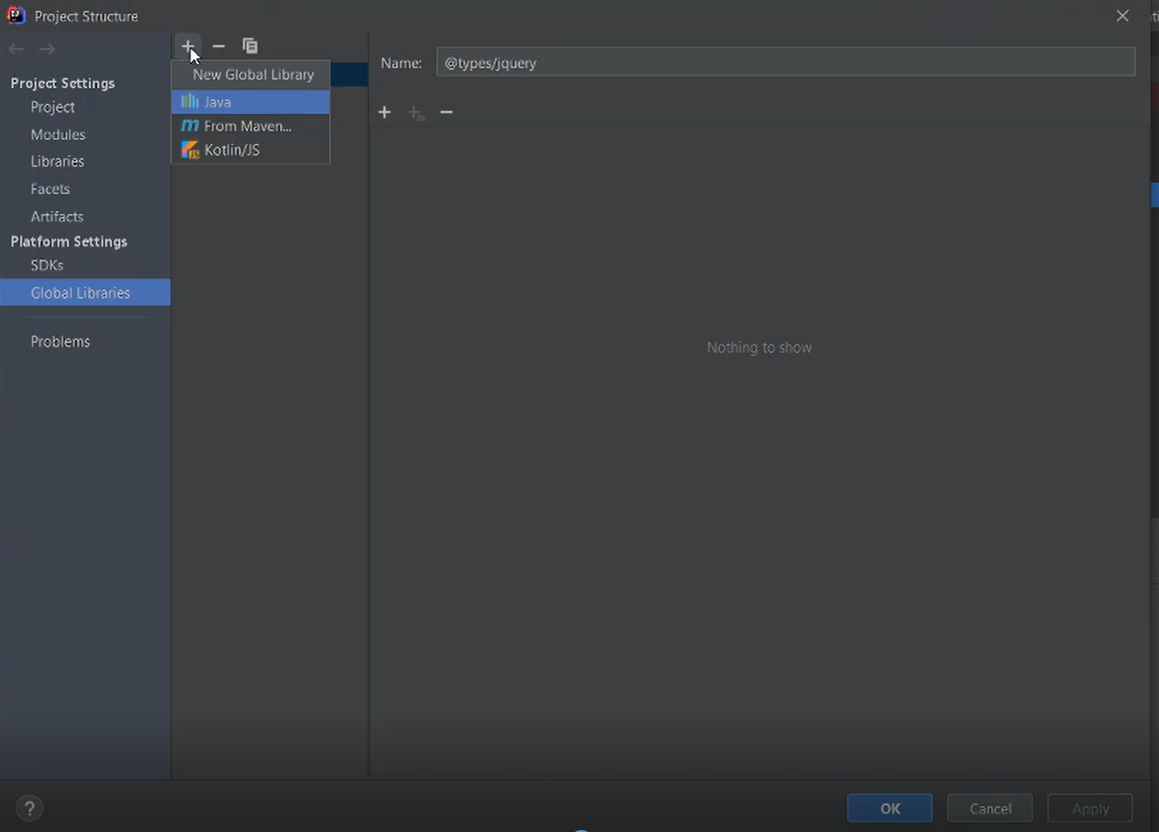 Project Structure
Project Settings
Project
Modules
Libraries
Facets
Artifacts
Platform Settings
SDKs
Global Libraries
Problems
New Global Library
Java
From Maven...
Kotlin/JS
Name: @types/jquery
Nothing to show
?
OK Cancel Apply